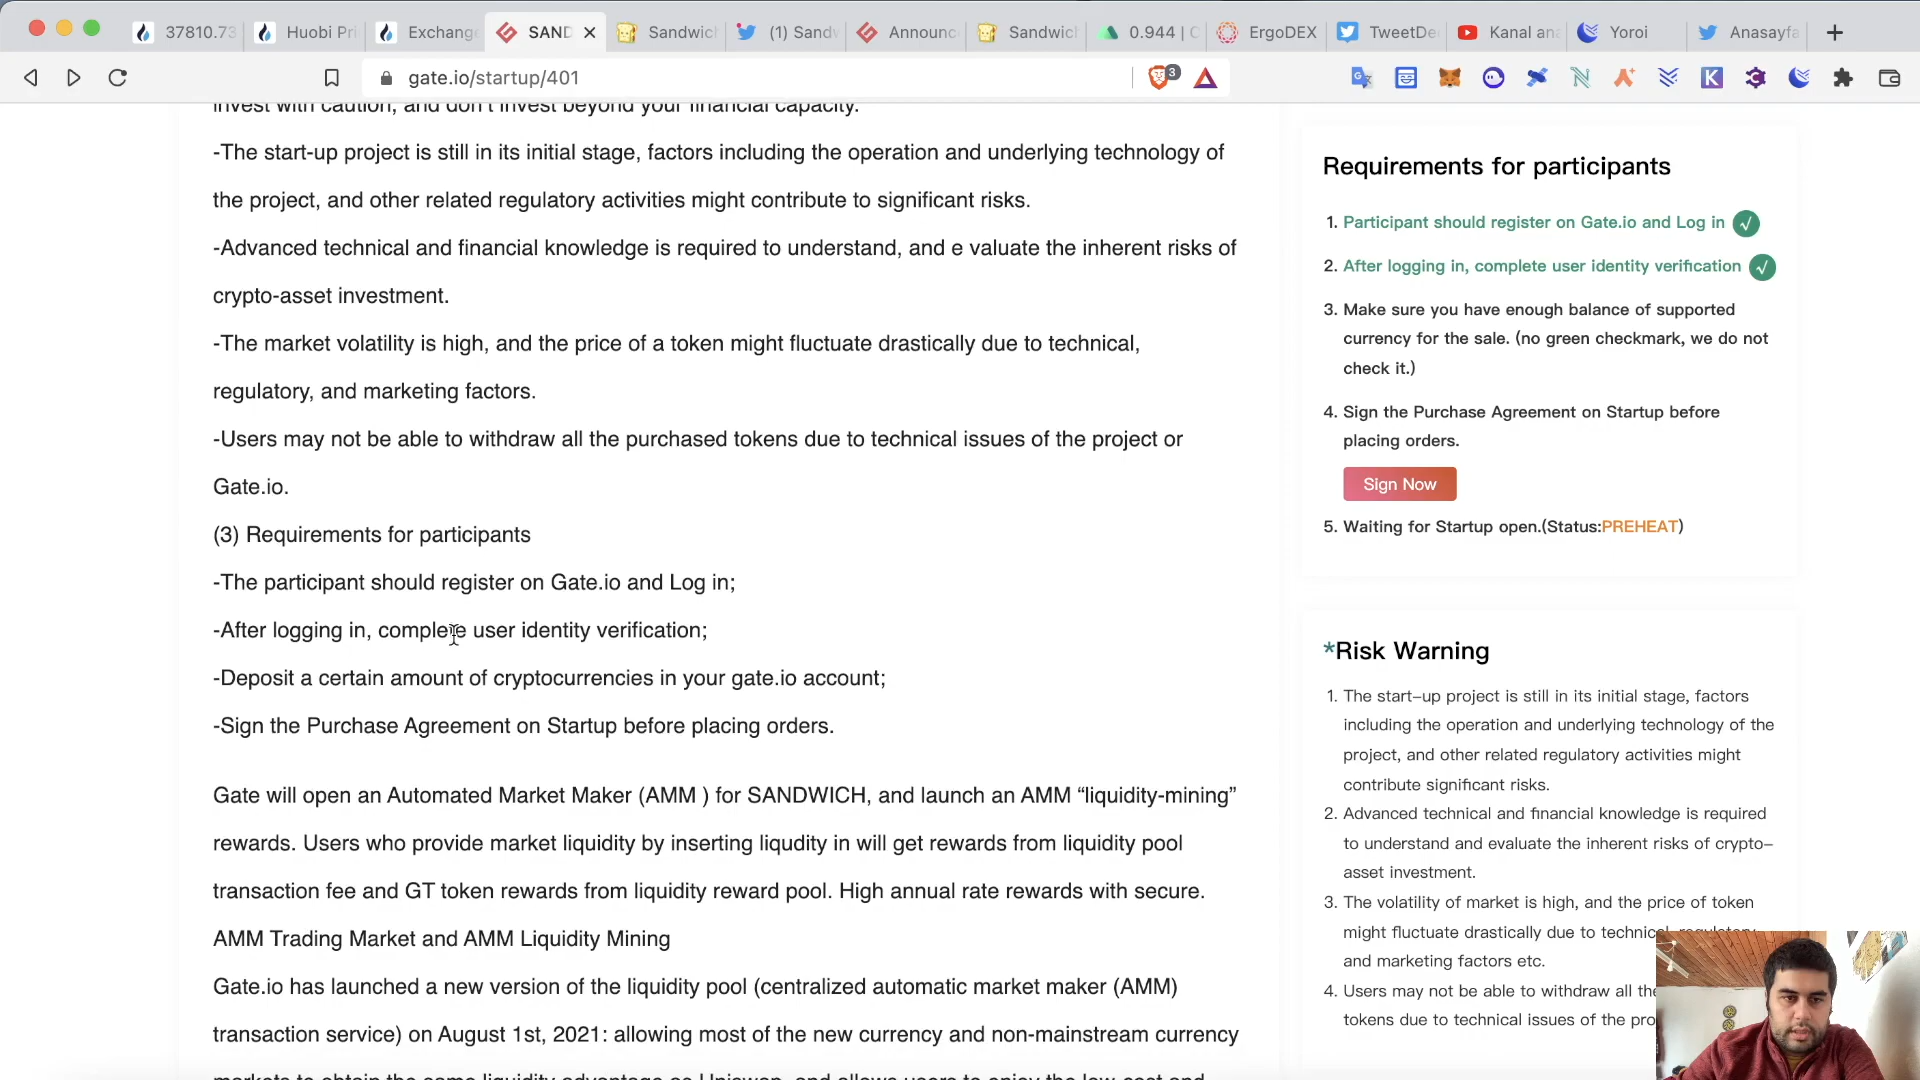 37810.73
Huobi Pri
Exchang
SAND
Sandwich
(1) Sandw
Announc
Sandwich
0.944 | C
ErgoDEX
TweetDe
Kanal ana
Yoroi
Anasayfa
gate.io/startup/401
3
invest with caution, and don't invest beyond your financial capacity.
-The start-up project is still in its initial stage, factors including the operation and underlying technology of
the project, and other related regulatory activities might contribute to significant risks.
-Advanced technical and financial knowledge is required to understand, and e valuate the inherent risks of
crypto-asset investment.
-The market volatility is high, and the price of a token might fluctuate drastically due to technical,
regulatory, and marketing factors.
-Users may not be able to withdraw all the purchased tokens due to technical issues of the project or
Gate.io.
(3) Requirements for participants
-The participant should register on Gate.io and Log in;
-After logging in, complete user identity verification;
-Deposit a certain amount of cryptocurrencies in your gate.io account;
-Sign the Purchase Agreement on Startup before placing orders.
Gate will open an Automated Market Maker (AMM ) for SANDWICH, and launch an AMM “liquidity-mining”
rewards. Users who provide market liquidity by inserting liqudity in will get rewards from liquidity pool
transaction fee and GT token rewards from liquidity reward pool. High annual rate rewards with secure.
AMM Trading Market and AMM Liquidity Mining
Gate.io has launched a new version of the liquidity pool (centralized automatic market maker (AMM)
transaction service) on August 1st, 2021: allowing most of the new currency and non-mainstream currency
markets to obtain the same liquidity advantage as Uniswap, and allows users to enjoy the low-cost and
Requirements for participants
1. Participant should register on Gate.io and Log in
2. After logging in, complete user identity verification
3. Make sure you have enough balance of supported
currency for the sale. (no green checkmark, we do not
check it.)
4. Sign the Purchase Agreement on Startup before
placing orders.
Sign Now
5. Waiting for Startup open.(Status:PREHEAT)
*Risk Warning
1. The start-up project is still in its initial stage, factors
including the operation and underlying technology of the
project, and other related regulatory activities might
contribute significant risks.
2. Advanced technical and financial knowledge is required
to understand and evaluate the inherent risks of crypto-
asset investment.
3. The volatility of market is high, and the price of token
might fluctuate drastically due to technical, regulatory,
and marketing factors etc.
4. Users may not be able to withdraw all the
tokens due to technical issues of the pro